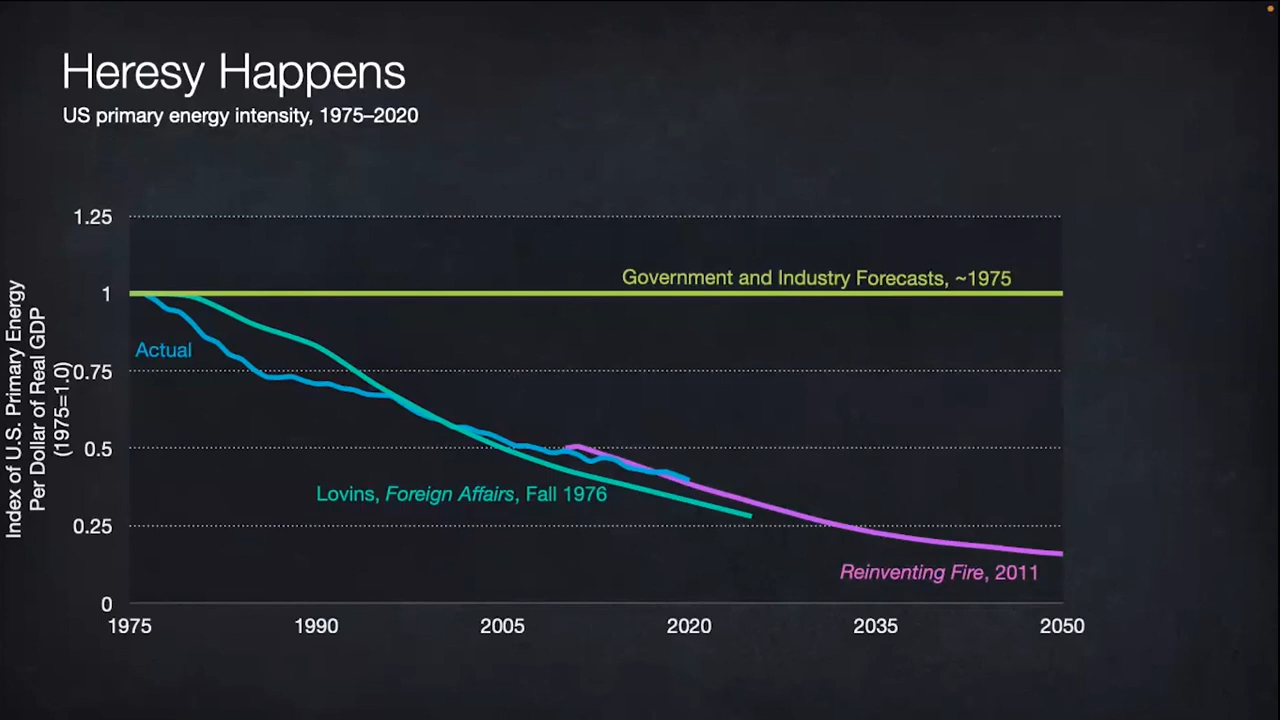 Heresy Happens
US primary energy intensity, 1975–2020
Index of U.S. Primary Energy
Per Dollar of Real GDP
(1975=1.0)
1.25
1
0.75
0.5
0.25
0
Government and Industry Forecasts, ~1975
Actual
Lovins, Foreign Affairs, Fall 1976
Reinventing Fire, 2011
1975 1990 2005 2020 2035 2050